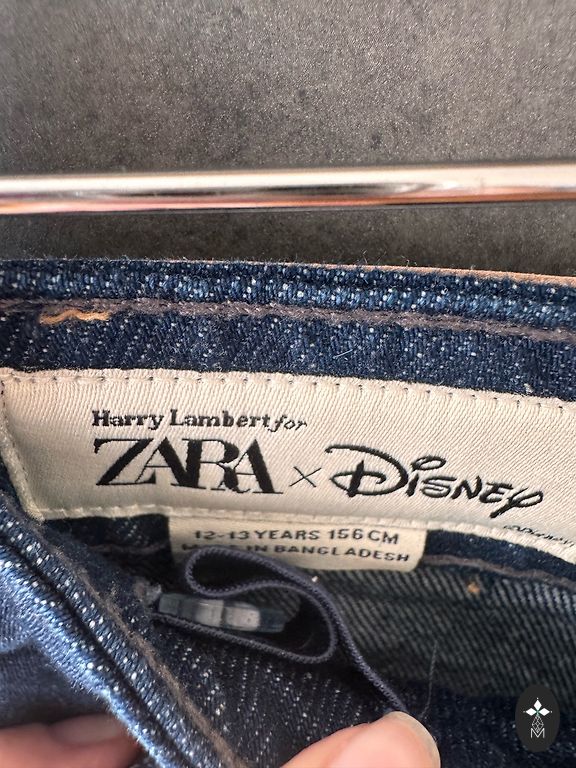 Harry Lambert for
ZARA × Disney
12-13 YEARS 156 CM
IN BANGLADESH